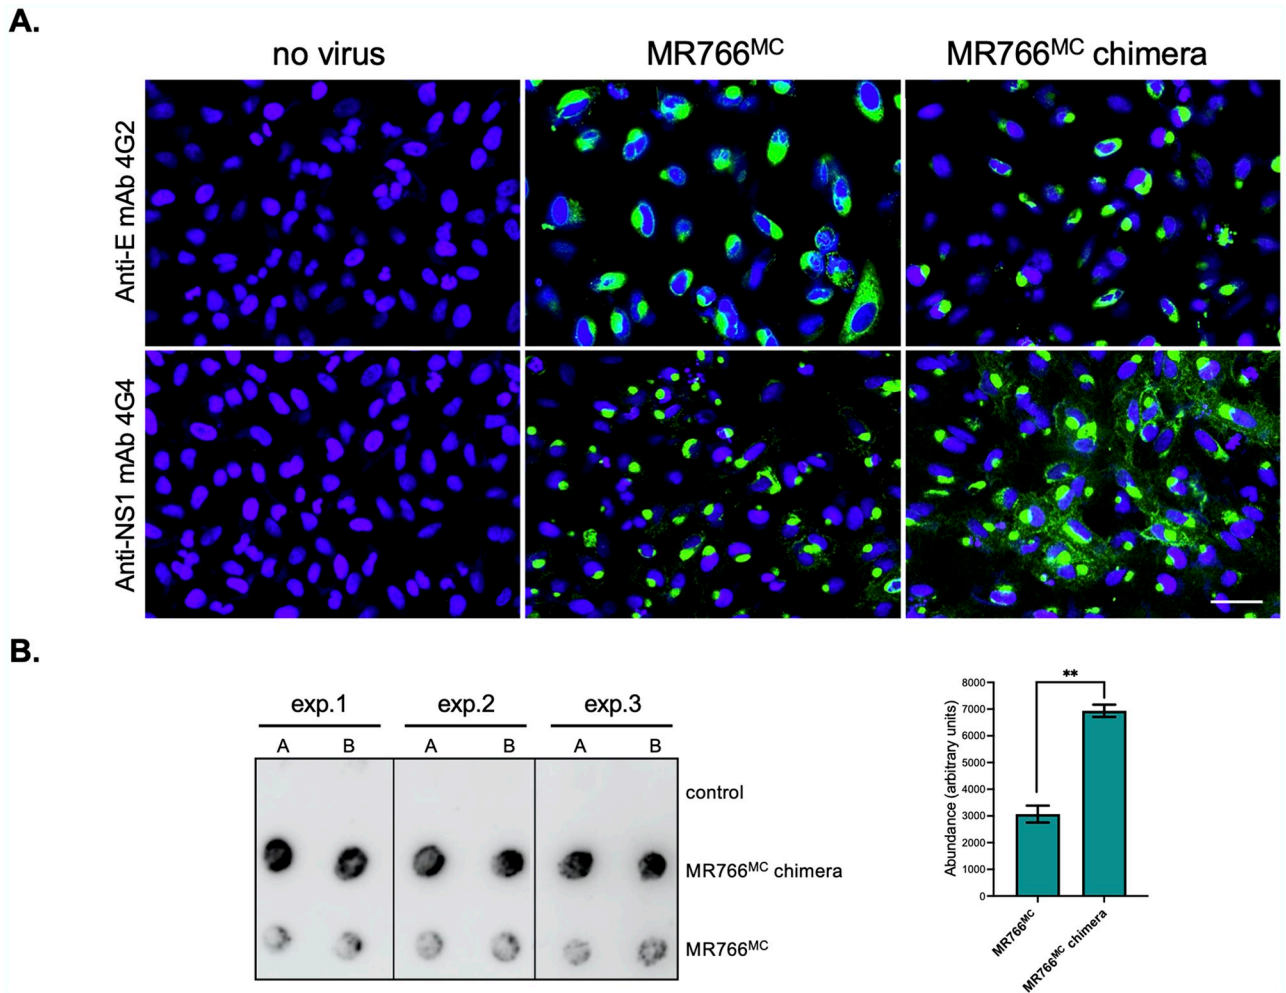 A.
no virus
MR766ᴹᶜ
MR766ᴹᶜ chimera
Anti-E mAb 4G2
Anti-NS1 mAb 4G4
B.
exp.1
exp.2
exp.3
A
B
A
B
A
B
control
MR766ᴹᶜ chimera
MR766ᴹᶜ
Abundance (arbitrary units)
**
8000
7000
6000
5000
4000
3000
2000
1000
0
MR766ᴹᶜ
MR766ᴹᶜ chimera